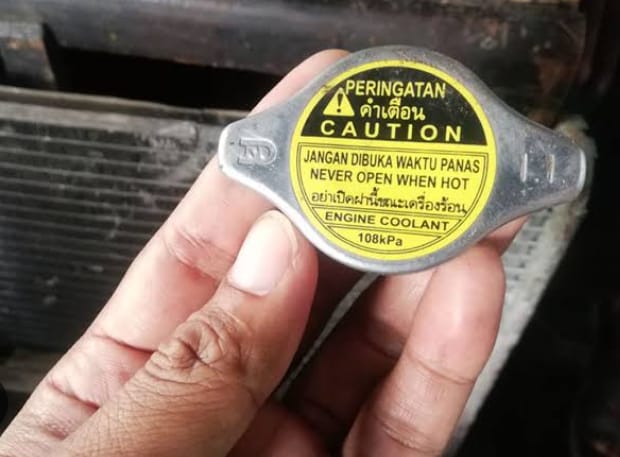 PERINGATAN
คำเตือน
CAUTION
JANGAN DIBUKA WAKTU PANAS
NEVER OPEN WHEN HOT
อย่าเปิดฝานี้ขณะเครื่องร้อน
ENGINE COOLANT
108kPa